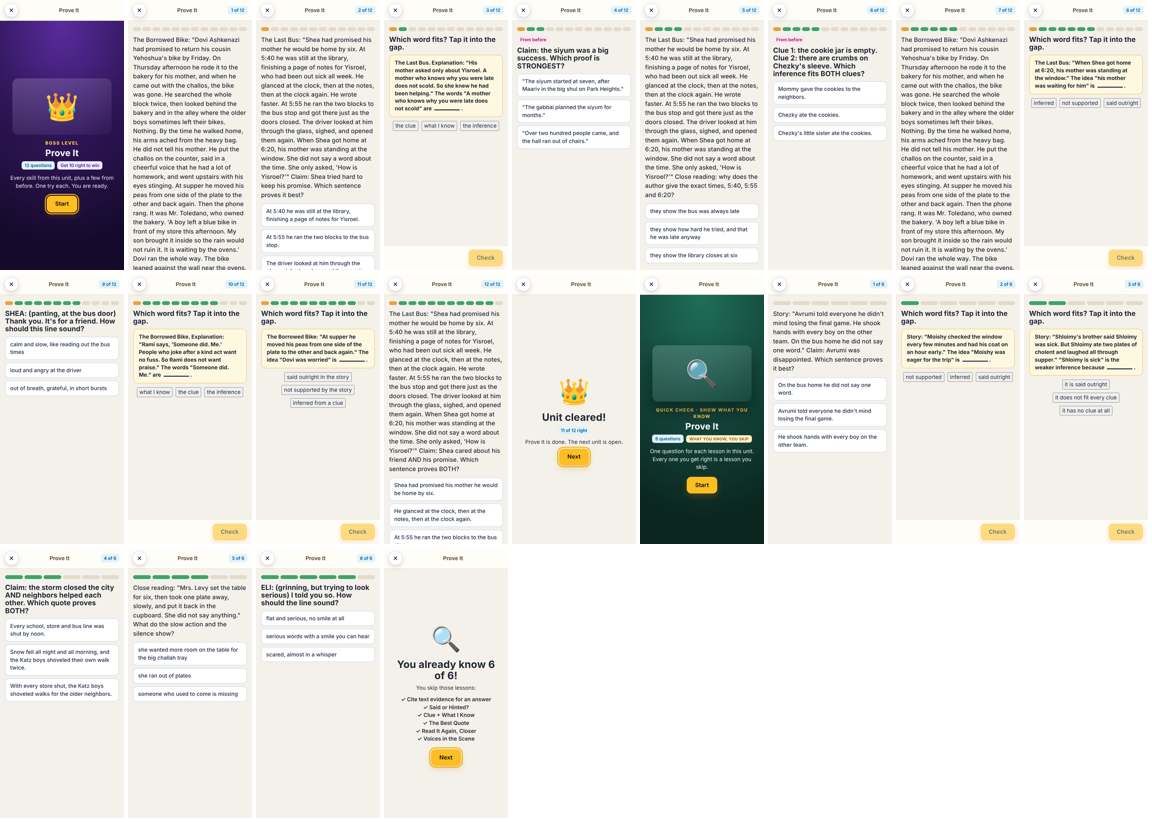 ✕ Prove It
👑
BOSS LEVEL
Prove It
12 questions Get 10 right to win
Every skill from this unit, plus a few from
before. One try each. You are ready.
Start
✕ Prove It 1 of 12
The Borrowed Bike: "Dovi Ashkenazi
had promised to return his cousin
Yehoshua's bike by Friday. On
Thursday afternoon he rode it to the
bakery for his mother, and when he
came out with the challos, the bike
was gone. He searched the whole
block twice, then looked behind the
bakery and in the alley where the older
boys sometimes left their bikes.
Nothing. By the time he walked home,
his arms ached from the heavy bag.
He did not tell his mother. He put the
challos on the counter, said in a
cheerful voice that he had a lot of
homework, and went upstairs with his
eyes stinging. At supper he moved his
peas from one side of the plate to the
other and back again. Then the phone
rang. It was Mr. Toledano, who owned
the bakery. 'A boy left a blue bike in
front of my store this afternoon. My
son brought it inside so the rain would
not ruin it. It is waiting by the ovens.'
Dovi ran the whole way. The bike
leaned against the wall near the ovens,
✕ Prove It 2 of 12
The Last Bus: "Shea had promised his
mother he would be home by six. At
5:40 he was still at the library,
finishing a page of notes for Yisroel,
who had been out sick all week. He
glanced at the clock, then at the notes,
then at the clock again. He wrote
faster. At 5:55 he ran the two blocks to
the bus stop and got there just as the
doors closed. The driver looked at him
through the glass, sighed, and opened
them again. When Shea got home at
6:20, his mother was standing at the
window. She did not say a word about
the time. She only asked, 'How is
Yisroel?'" Claim: Shea tried hard to
keep his promise. Which sentence
proves it best?
At 5:40 he was still at the library,
finishing a page of notes for Yisroel.
At 5:55 he ran the two blocks to the bus
stop.
The driver looked at him through the
✕ Prove It 3 of 12
Which word fits? Tap it into the
gap.
The Last Bus. Explanation: "His
mother asked only about Yisroel. A
mother who knows why you were late
does not scold. So she knew he had
been helping." The words "A mother
who knows why you were late does
not scold" are ________ .
the clue what I know the inference
Check
✕ Prove It 4 of 12
From before
Claim: the siyum was a big
success. Which proof is
STRONGEST?
"The siyum started at seven, after
Maariv in the big shul on Park Heights."
"The gabbai planned the siyum for
months."
"Over two hundred people came, and
the hall ran out of chairs."
✕ Prove It 5 of 12
The Last Bus: "Shea had promised his
mother he would be home by six. At
5:40 he was still at the library,
finishing a page of notes for Yisroel,
who had been out sick all week. He
glanced at the clock, then at the notes,
then at the clock again. He wrote
faster. At 5:55 he ran the two blocks to
the bus stop and got there just as the
doors closed. The driver looked at him
through the glass, sighed, and opened
them again. When Shea got home at
6:20, his mother was standing at the
window. She did not say a word about
the time. She only asked, 'How is
Yisroel?'" Close reading: why does the
author give the exact times, 5:40, 5:55
and 6:20?
they show the bus was always late
they show how hard he tried, and that
he was late anyway
they show the library closes at six
✕ Prove It 6 of 12
From before
Clue 1: the cookie jar is empty.
Clue 2: there are crumbs on
Chezky's sleeve. Which
inference fits BOTH clues?
Mommy gave the cookies to the
neighbors.
Chezky ate the cookies.
Chezky's little sister ate the cookies.
✕ Prove It 7 of 12
The Borrowed Bike: "Dovi Ashkenazi
had promised to return his cousin
Yehoshua's bike by Friday. On
Thursday afternoon he rode it to the
bakery for his mother, and when he
came out with the challos, the bike
was gone. He searched the whole
block twice, then looked behind the
bakery and in the alley where the older
boys sometimes left their bikes.
Nothing. By the time he walked home,
his arms ached from the heavy bag.
He did not tell his mother. He put the
challos on the counter, said in a
cheerful voice that he had a lot of
homework, and went upstairs with his
eyes stinging. At supper he moved his
peas from one side of the plate to the
other and back again. Then the phone
rang. It was Mr. Toledano, who owned
the bakery. 'A boy left a blue bike in
front of my store this afternoon. My
son brought it inside so the rain would
not ruin it. It is waiting by the ovens.'
Dovi ran the whole way. The bike
leaned against the wall near the ovens,
✕ Prove It 8 of 12
Which word fits? Tap it into the
gap.
The Last Bus: "When Shea got home
at 6:20, his mother was standing at
the window." The idea "his mother
was waiting for him" is ________ .
inferred not supported said outright
Check
✕ Prove It 9 of 12
SHEA: (panting, at the bus door)
Thank you. It's for a friend. How
should this line sound?
calm and slow, like reading out the bus
times
loud and angry at the driver
out of breath, grateful, in short bursts
✕ Prove It 10 of 12
Which word fits? Tap it into the
gap.
The Borrowed Bike. Explanation:
"Rami says, 'Someone did. Me.'
People who joke after a kind act want
no fuss. So Rami does not want
praise." The words "Someone did.
Me." are ________ .
what I know the clue the inference
Check
✕ Prove It 11 of 12
Which word fits? Tap it into the
gap.
The Borrowed Bike: "At supper he
moved his peas from one side of the
plate to the other and back again." The
idea "Dovi was worried" is ________ .
said outright in the story
not supported by the story
inferred from a clue
Check
✕ Prove It 12 of 12
The Last Bus: "Shea had promised his
mother he would be home by six. At
5:40 he was still at the library,
finishing a page of notes for Yisroel,
who had been out sick all week. He
glanced at the clock, then at the notes,
then at the clock again. He wrote
faster. At 5:55 he ran the two blocks to
the bus stop and got there just as the
doors closed. The driver looked at him
through the glass, sighed, and opened
them again. When Shea got home at
6:20, his mother was standing at the
window. She did not say a word about
the time. She only asked, 'How is
Yisroel?'" Claim: Shea cared about his
friend AND his promise. Which
sentence proves BOTH?
Shea had promised his mother he would
be home by six.
He glanced at the clock, then at the
notes, then at the clock again.
At 5:55 he ran the two blocks to the bus
✕ Prove It
👑
Unit cleared!
11 of 12 right
Prove It is done. The next unit is open.
Next
✕ Prove It
🔍
QUICK CHECK · SHOW WHAT YOU
KNOW
Prove It
6 questions WHAT YOU KNOW, YOU SKIP
One question for each lesson in this unit.
Every one you get right is a lesson you
skip.
Start
✕ Prove It 1 of 6
Story: "Avrumi told everyone he didn't
mind losing the final game. He shook
hands with every boy on the other
team. On the bus home he did not say
one word." Claim: Avrumi was
disappointed. Which sentence proves
it best?
On the bus home he did not say one
word.
Avrumi told everyone he didn't mind
losing the final game.
He shook hands with every boy on the
other team.
✕ Prove It 2 of 6
Which word fits? Tap it into the
gap.
Story: "Moishy checked the window
every few minutes and had his coat on
an hour early." The idea "Moishy was
eager for the trip" is ________ .
not supported inferred said outright
✕ Prove It 3 of 6
Which word fits? Tap it into the
gap.
Story: "Shloimy's brother said Shloimy
was sick. But Shloimy ate two plates of
cholent and laughed all through
supper." "Shloimy is sick" is the
weaker inference because ________ .
it is said outright
it does not fit every clue
it has no clue at all
✕ Prove It 4 of 6
Claim: the storm closed the city
AND neighbors helped each
other. Which quote proves
BOTH?
Every school, store and bus line was
shut by noon.
Snow fell all night and all morning, and
the Katz boys shoveled their own walk
twice.
With every store shut, the Katz boys
shoveled walks for the older neighbors.
✕ Prove It 5 of 6
Close reading: "Mrs. Levy set the table
for six, then took one plate away,
slowly, and put it back in the
cupboard. She did not say anything."
What do the slow action and the
silence show?
she wanted more room on the table for
the big challah tray
she ran out of plates
someone who used to come is missing
✕ Prove It 6 of 6
ELI: (grinning, but trying to look
serious) I told you so. How
should the line sound?
flat and serious, no smile at all
serious words with a smile you can hear
scared, almost in a whisper
✕ Prove It
🔍
You already know 6
of 6!
You skip those lessons:
✓ Cite text evidence for an answer
✓ Said or Hinted?
✓ Clue + What I Know
✓ The Best Quote
✓ Read It Again, Closer
✓ Voices in the Scene
Next